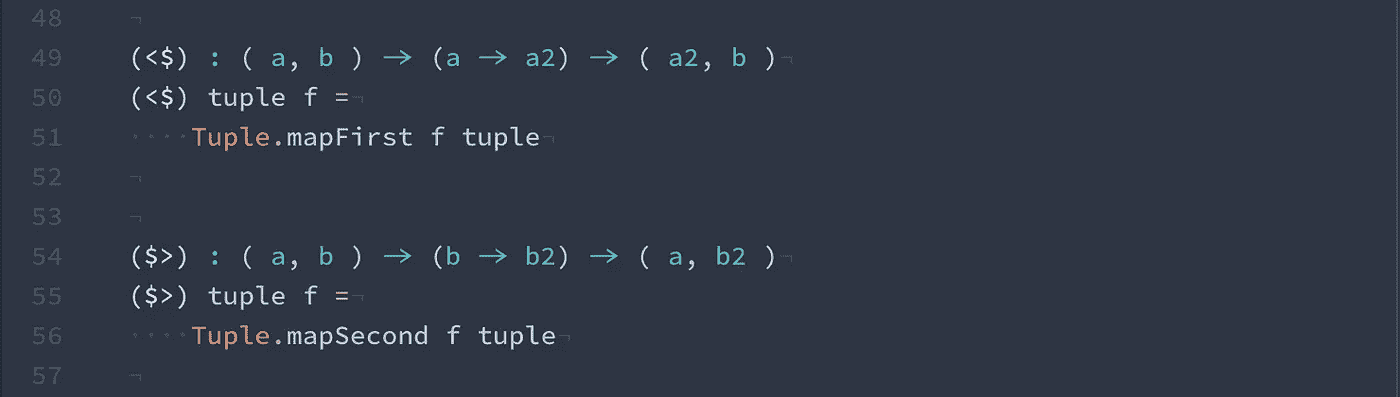 48 ¬
49 (<$) : ( a, b ) → (a → a2) → ( a2, b )¬
50 (<$) tuple f =¬
51 ····Tuple.mapFirst f tuple¬
52 ¬
53 ¬
54 ($>) : ( a, b ) → (b → b2) → ( a, b2 )¬
55 ($>) tuple f =¬
56 ····Tuple.mapSecond f tuple¬
57 ¬